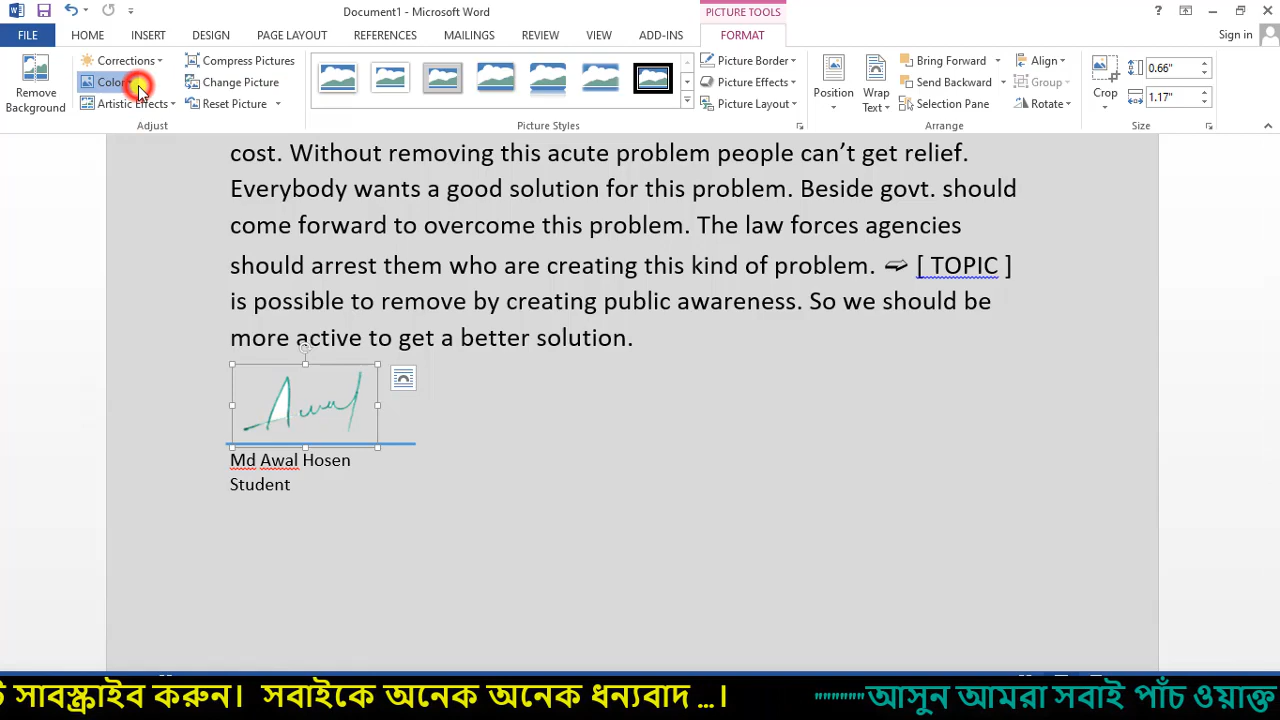 Document1 - Microsoft Word
PICTURE TOOLS
?
FILE
HOME
INSERT
DESIGN
PAGE LAYOUT
REFERENCES
MAILINGS
REVIEW
VIEW
ADD-INS
FORMAT
Sign in
Remove Background
Corrections
Color
Artistic Effects
Compress Pictures
Change Picture
Reset Picture
Adjust
Picture Styles
Picture Border
Picture Effects
Picture Layout
Position
Wrap Text
Bring Forward
Send Backward
Selection Pane
Align
Group
Rotate
Arrange
Crop
0.66"
1.17"
Size
cost. Without removing this acute problem people can’t get relief.
Everybody wants a good solution for this problem. Beside govt. should
come forward to overcome this problem. The law forces agencies
should arrest them who are creating this kind of problem. ➫ [ TOPIC ]
is possible to remove by creating public awareness. So we should be
more active to get a better solution.
Awal
Md Awal Hosen
Student
সাবস্ক্রাইব করুন। সবাইকে অনেক অনেক ধন্যবাদ ...। """"""আসুন আমরা সবাই পাঁচ ওয়াক্ত